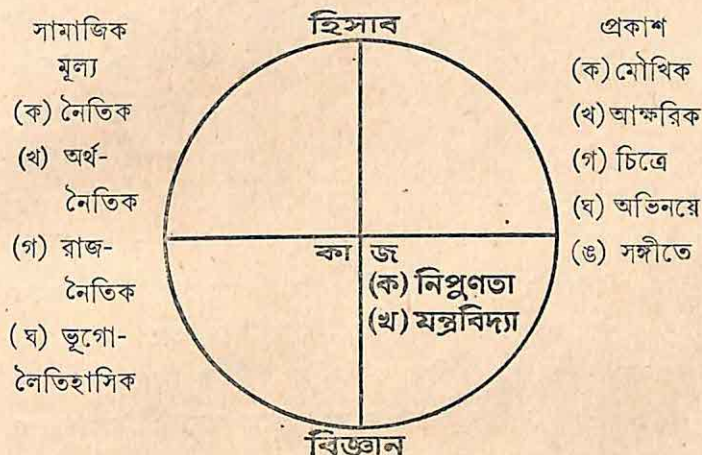 সামাজিক
মূল্য
(ক) নৈতিক
(খ) অর্থ-
নৈতিক
(গ) রাজ-
নৈতিক
(ঘ) ভূগো-
লৈতিহাসিক
হিসাব
কা জ
(ক) নিপুণতা
(খ) যন্ত্রবিদ্যা
বিজ্ঞান
প্রকাশ
(ক) মৌখিক
(খ) আক্ষরিক
(গ) চিত্রে
(ঘ) অভিনয়ে
(ঙ) সঙ্গীতে